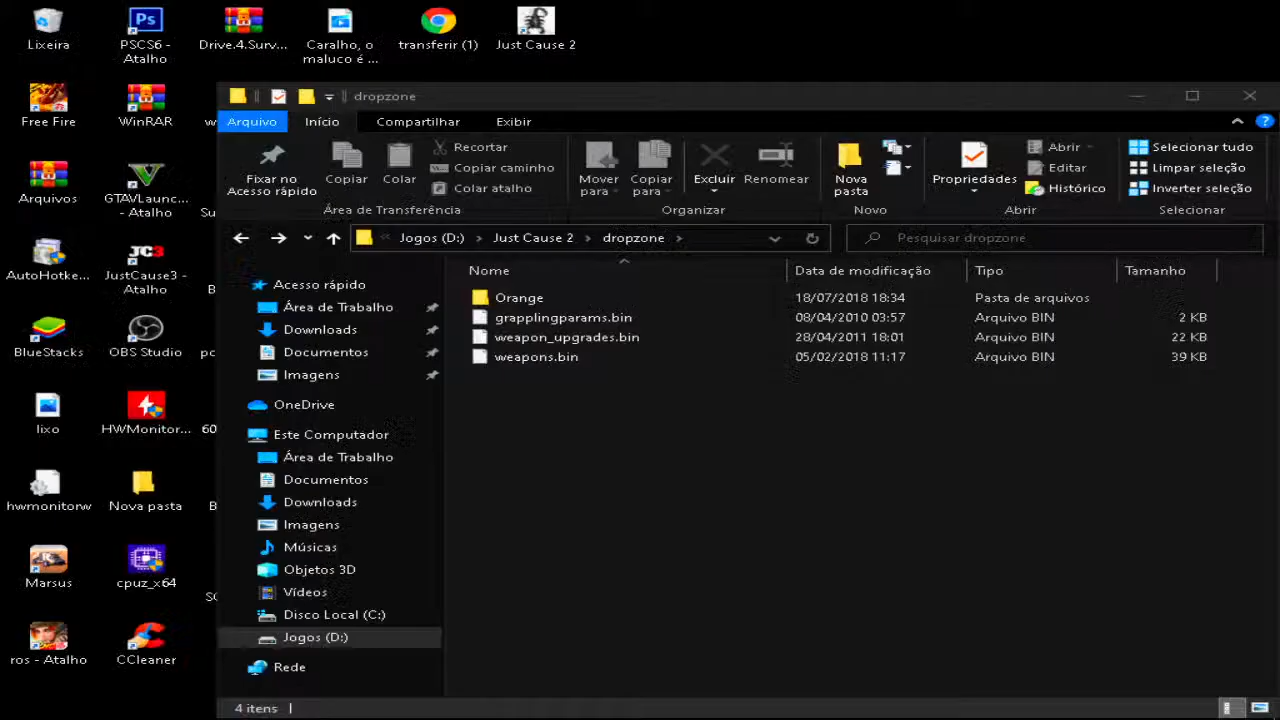 Lixeira
PSCS6 -
Atalho
Drive.4.Surv...
Caralho, o
maluco é ...
transferir (1)
Just Cause 2
Free Fire
WinRAR
Arquivos
GTAVLaunc...
- Atalho
AutoHotke...
JustCause3 -
Atalho
BlueStacks
OBS Studio
lixo
HWMonitor...
hwmonitorw
Nova pasta
Marsus
cpuz_x64
ros - Atalho
CCleaner
dropzone
Arquivo
Início
Compartilhar
Exibir
Fixar no
Acesso rápido
Copiar
Colar
Recortar
Copiar caminho
Colar atalho
Área de Transferência
Mover
para
Copiar
para
Excluir
Renomear
Organizar
Nova
pasta
Novo
Propriedades
Abrir
Editar
Histórico
Abrir
Selecionar tudo
Limpar seleção
Inverter seleção
Selecionar
« Jogos (D:) > Just Cause 2 > dropzone >
Pesquisar dropzone
Acesso rápido
Área de Trabalho
Downloads
Documentos
Imagens
OneDrive
Este Computador
Área de Trabalho
Documentos
Downloads
Imagens
Músicas
Objetos 3D
Vídeos
Disco Local (C:)
Jogos (D:)
Rede
Nome Data de modificação Tipo Tamanho
Orange 18/07/2018 18:34 Pasta de arquivos
grapplingparams.bin 08/04/2010 03:57 Arquivo BIN 2 KB
weapon_upgrades.bin 28/04/2011 18:01 Arquivo BIN 22 KB
weapons.bin 05/02/2018 11:17 Arquivo BIN 39 KB
4 itens